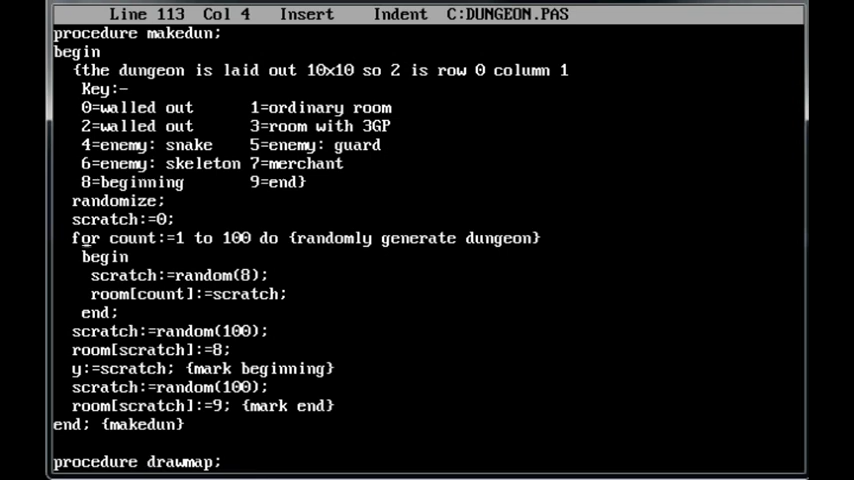 Line 113  Col 4   Insert    Indent  C:DUNGEON.PAS
procedure makedun;
begin
  {the dungeon is laid out 10x10 so 2 is row 0 column 1
   Key:-
   0=walled out      1=ordinary room
   2=walled out      3=room with 3GP
   4=enemy: snake    5=enemy: guard
   6=enemy: skeleton 7=merchant
   8=beginning       9=end}
  randomize;
  scratch:=0;
  for count:=1 to 100 do {randomly generate dungeon}
   begin
    scratch:=random(8);
    room[count]:=scratch;
   end;
  scratch:=random(100);
  room[scratch]:=8;
  y:=scratch; {mark beginning}
  scratch:=random(100);
  room[scratch]:=9; {mark end}
end; {makedun}
procedure drawmap;